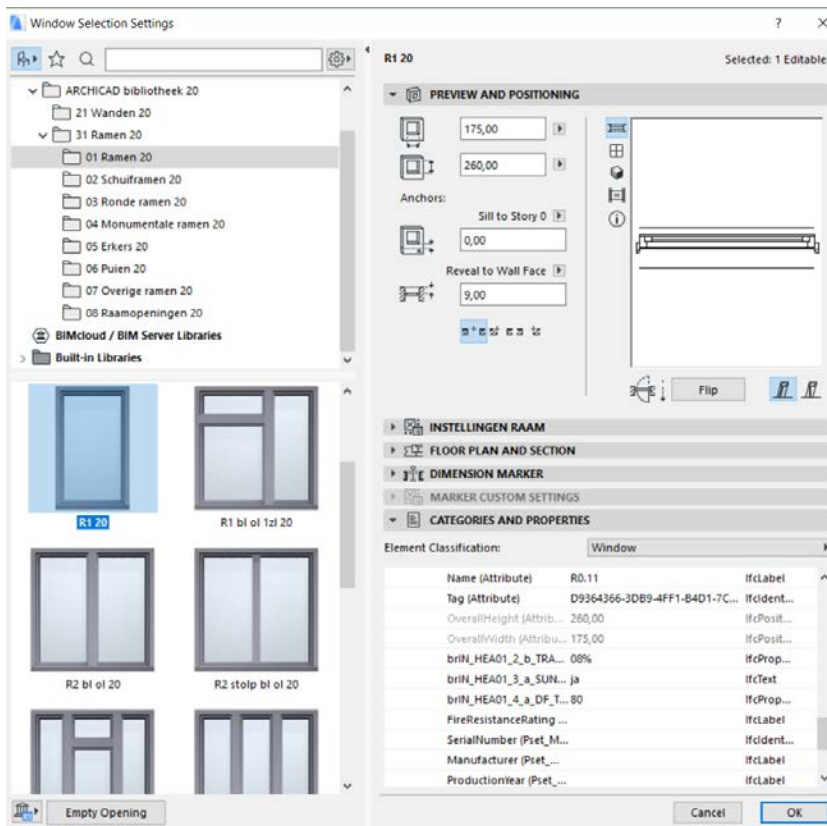 Window Selection Settings
ARCHICAD bibliotheek 20
21 Wanden 20
31 Ramen 20
01 Ramen 20
02 Schuiframen 20
03 Ronde ramen 20
04 Monumentale ramen 20
05 Erkers 20
06 Puien 20
07 Overige ramen 20
08 Raamopeningen 20
BIMcloud / BIM Server Libraries
Built-in Libraries
R1 20
R1 bl ol 1zl 20
R2 bl ol 20
R2 stolp bl ol 20
Empty Opening
R1 20
Selected: 1 Editable
PREVIEW AND POSITIONING
175,00
260,00
Anchors:
Sill to Story 0
0,00
Reveal to Wall Face
9,00
Flip
INSTELLINGEN RAAM
FLOOR PLAN AND SECTION
DIMENSION MARKER
MARKER CUSTOM SETTINGS
CATEGORIES AND PROPERTIES
Element Classification: Window
Name (Attribute) R0.11 IfcLabel
Tag (Attribute) D9364366-3DB9-4FF1-B4D1-7C... IfcIdent...
OverallHeight (Attrib... 260,00 IfcPosit...
OverallWidth (Attribu... 175,00 IfcPosit...
brIN_HEA01_2_b_TRA... 08% IfcProp...
brIN_HEA01_3_a_SUN... ja IfcText
brIN_HEA01_4_a_DF_T... 80 IfcProp...
FireResistanceRating ... IfcLabel
SerialNumber (Pset_M... IfcIdent...
Manufacturer (Pset_... IfcLabel
ProductionYear (Pset_... IfcLabel
Cancel OK